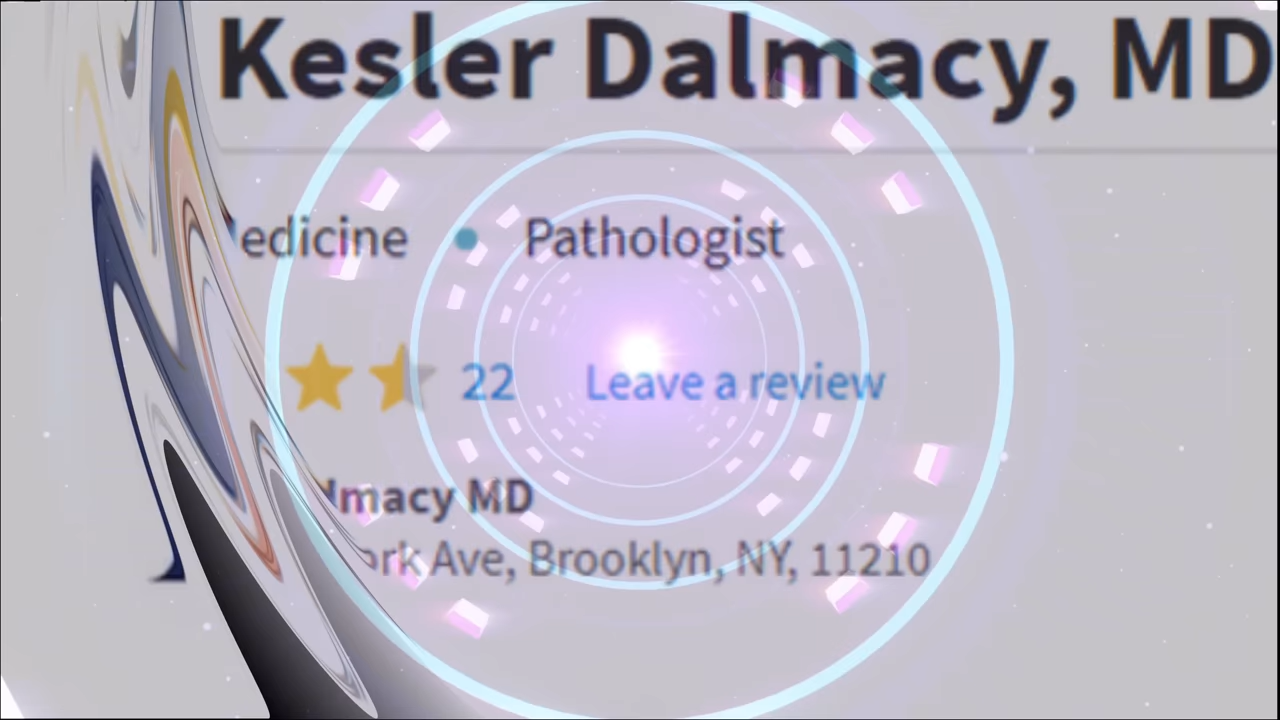 Kesler Dalmacy, MD
edicine • Pathologist
22 Leave a review
lmacy MD
ork Ave, Brooklyn, NY, 11210